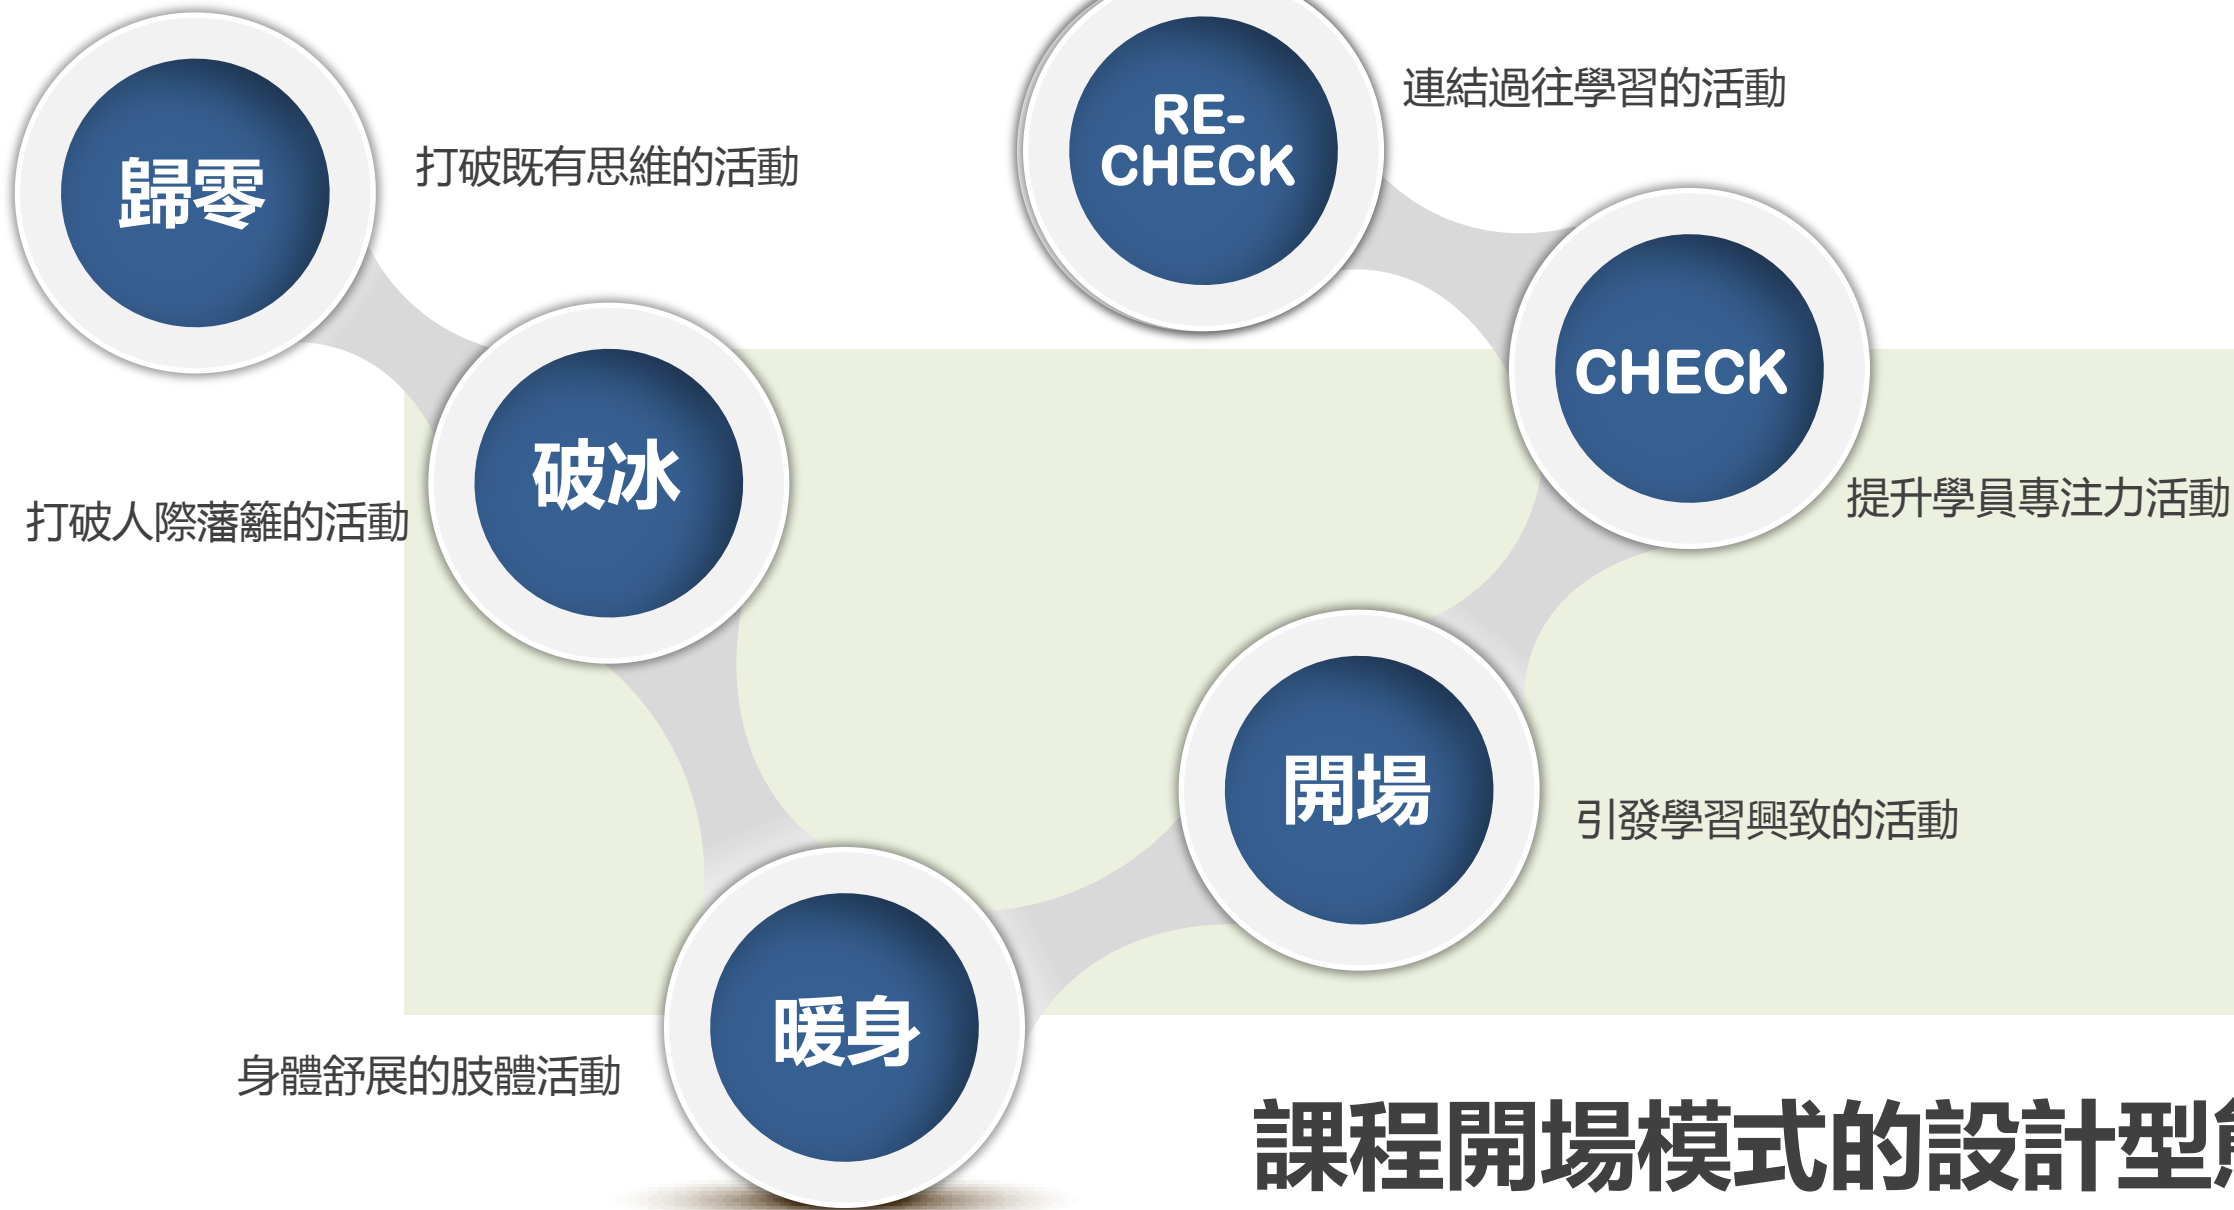 歸零
打破既有思維的活動
破冰
打破人際藩籬的活動
暖身
身體舒展的肢體活動
開場
引發學習興致的活動
CHECK
提升學員專注力活動
RE-
CHECK
連結過往學習的活動
課程開場模式的設計型